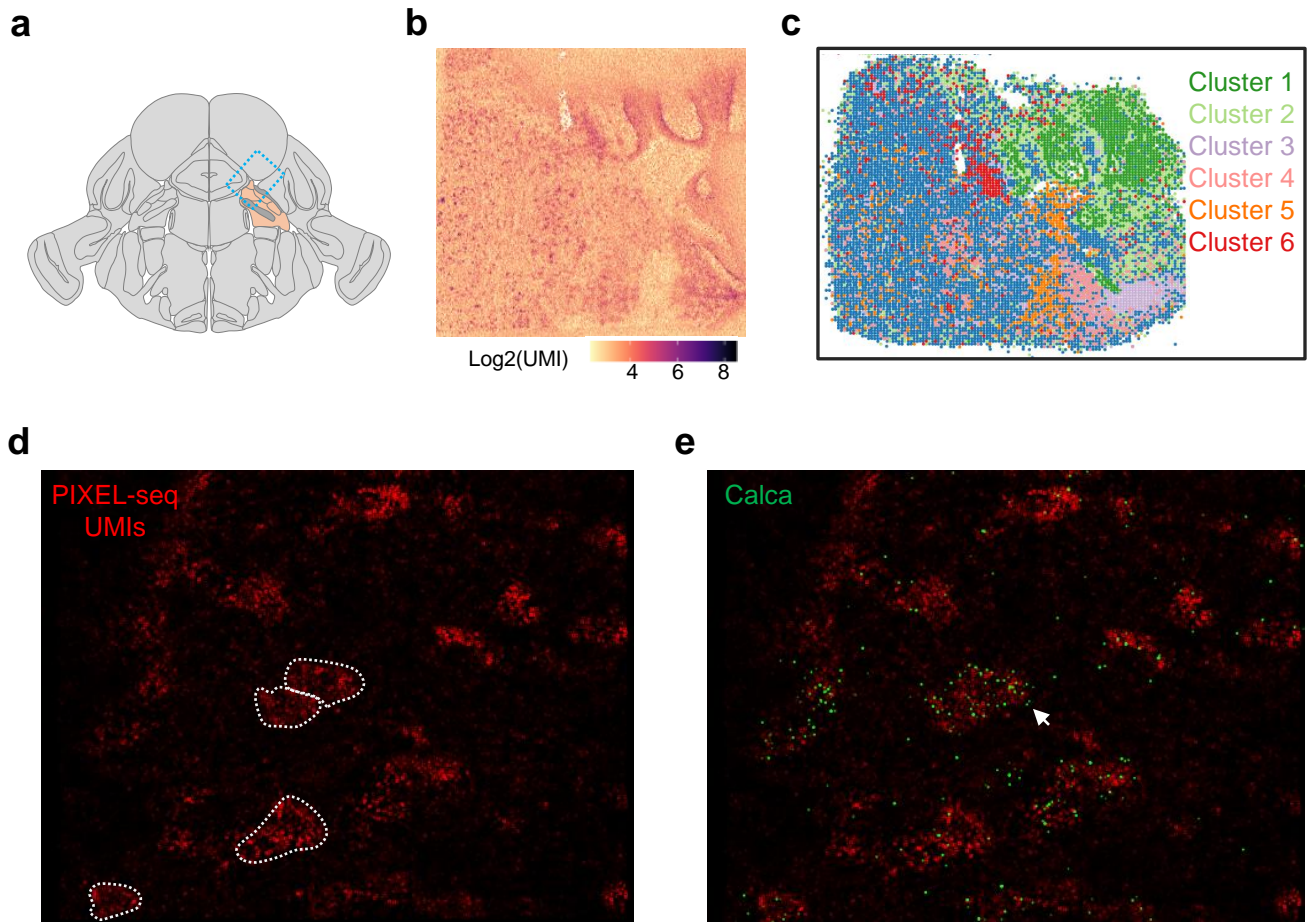 a
b
c
Cluster 1
Cluster 2
Cluster 3
Cluster 4
Cluster 5
Cluster 6
Log2(UMI)
4 6 8
d
e
PIXEL-seq
UMIs
Calca